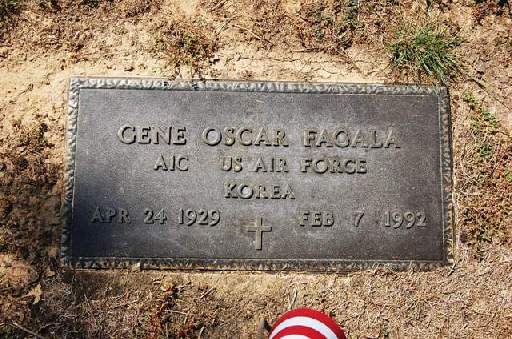 GENE OSCAR FAGALA
A1C US AIR FORCE
KOREA
APR 24 1929 FEB 7 1992